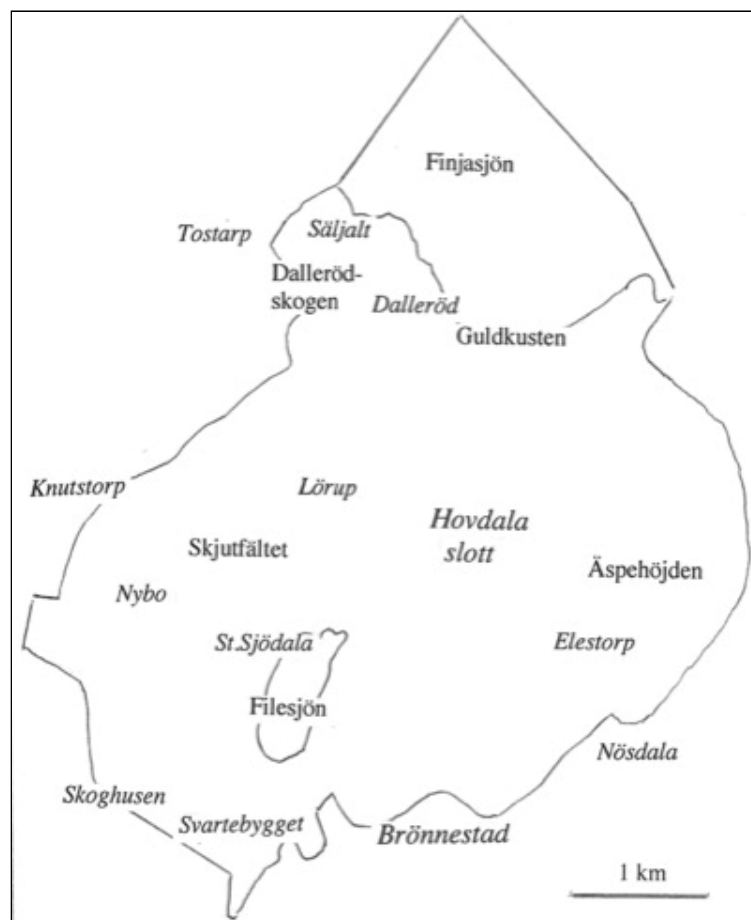 Finjasjön
Tostarp
Säljalt
Dalleröd-
skogen
Dalleröd
Guldkusten
Knutstorp
Lörup
Hovdala
slott
Skjutfältet
Äspehöjden
Nybo
St.Sjödala
Elestorp
Filesjön
Nösdala
Skoghusen
Svartebygget
Brönnestad
1 km